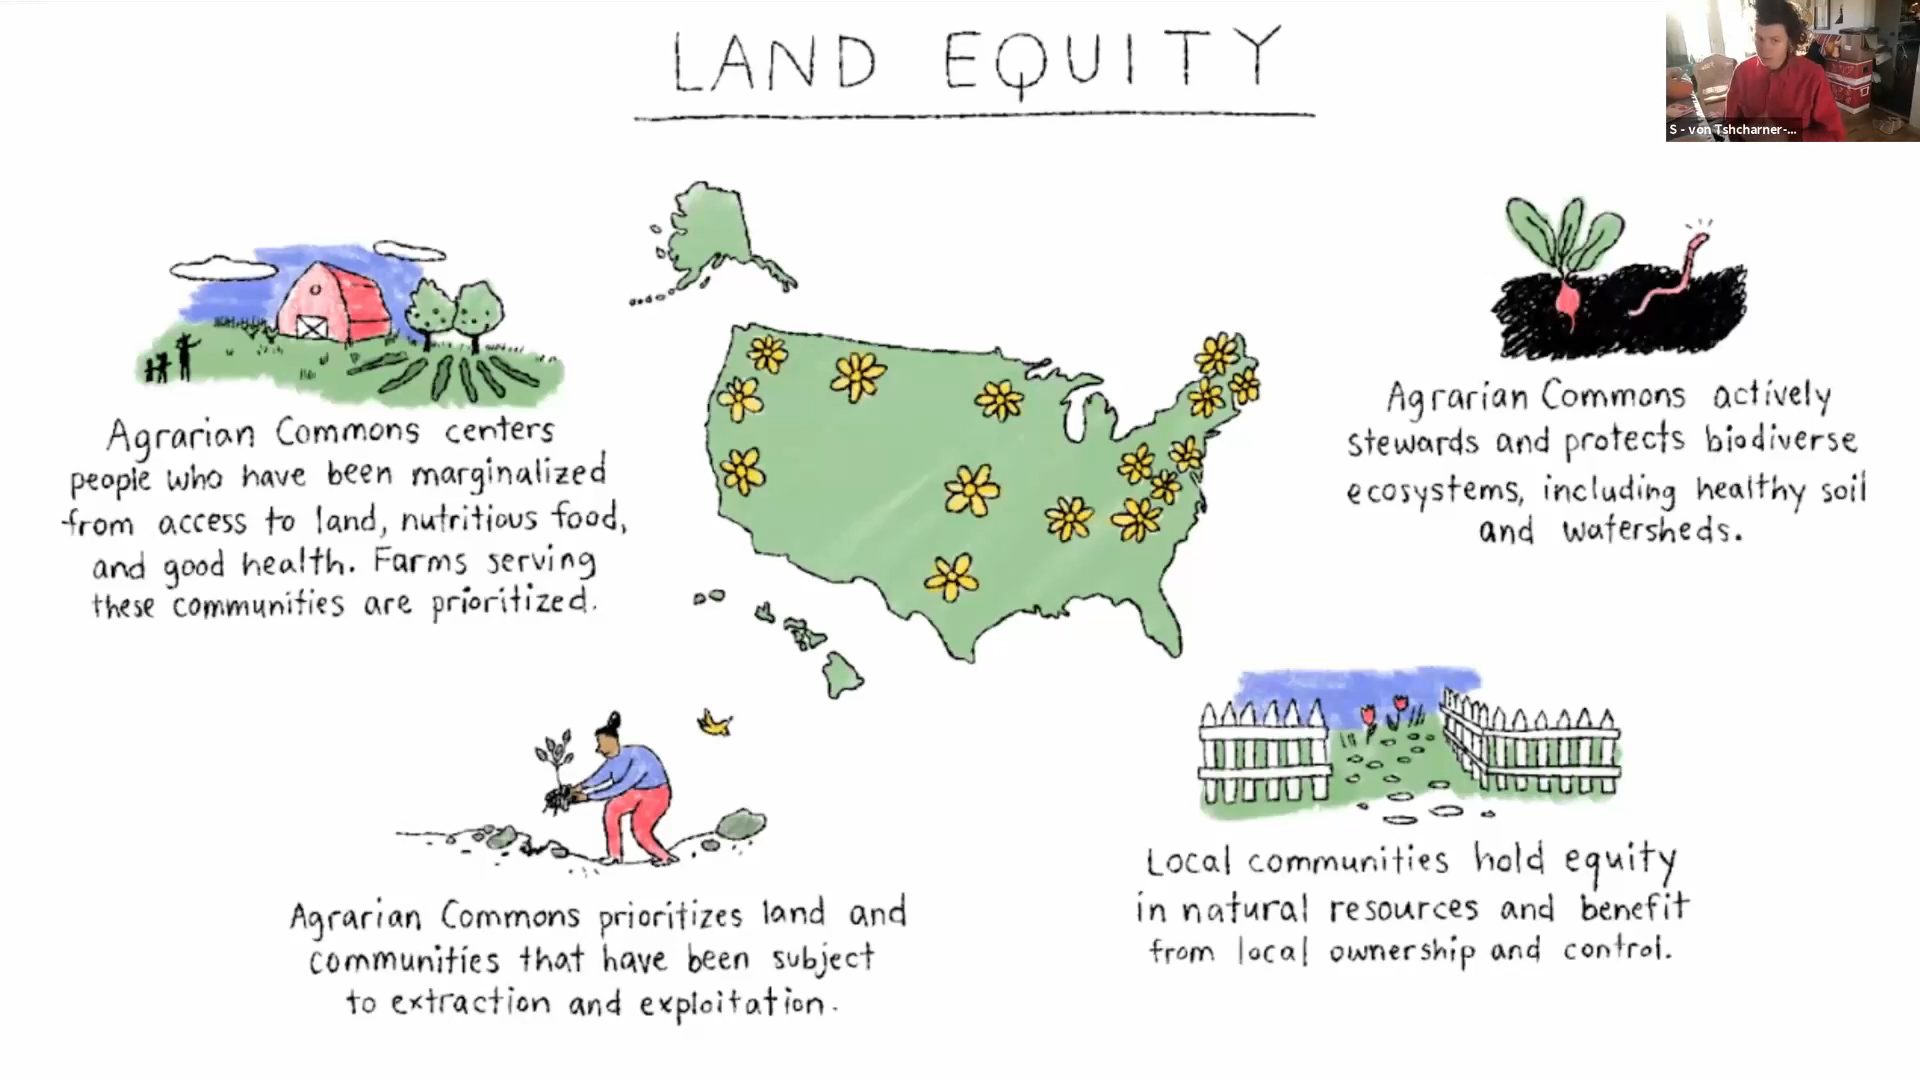 LAND EQUITY
S - von Tshcharner-...
Agrarian Commons centers
people who have been marginalized
from access to land, nutritious food,
and good health. Farms serving
these communities are prioritized.
Agrarian Commons actively
stewards and protects biodiverse
ecosystems, including healthy soil
and watersheds.
Agrarian Commons prioritizes land and
communities that have been subject
to extraction and exploitation.
Local communities hold equity
in natural resources and benefit
from local ownership and control.